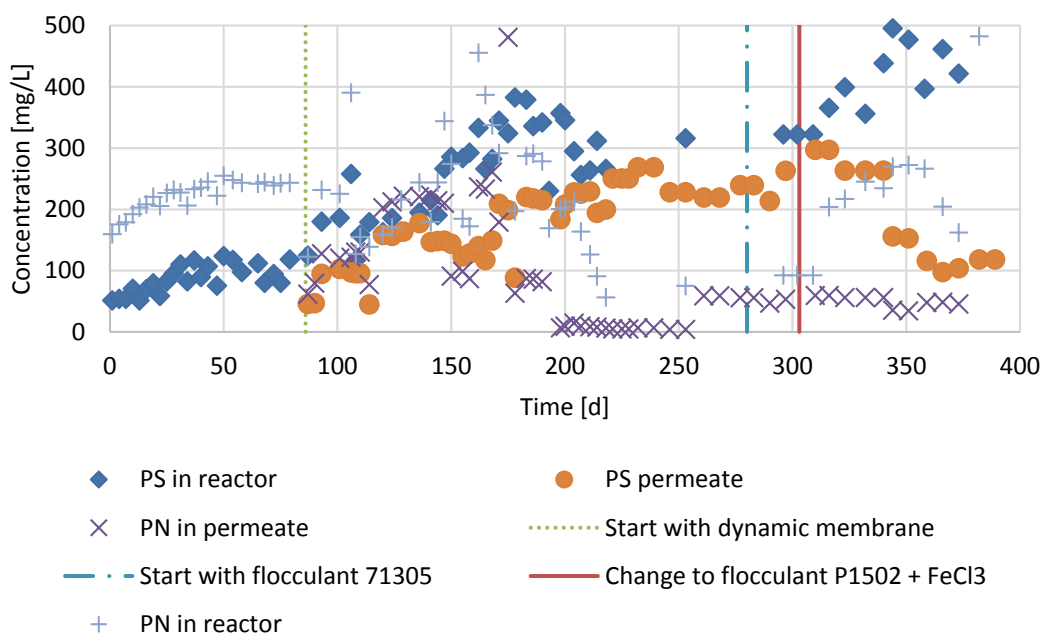 Concentration [mg/L]
500
400
300
200
100
0
0 50 100 150 200 250 300 350 400
Time [d]
PS in reactor PS permeate
PN in permeate Start with dynamic membrane
Start with flocculant 71305 Change to flocculant P1502 + FeCl3
PN in reactor